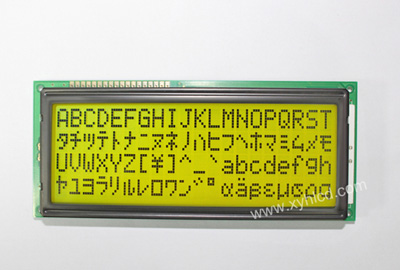 ABCDEFGHIJKLMNOPQRST
タチツテトナニヌネノハヒフヘホマミムメモ
UVWXYZ[¥]^_`abcdefgh
ヤユヨラリルレロワン゙゚αäβεμσρq
www.xyhlcd.com